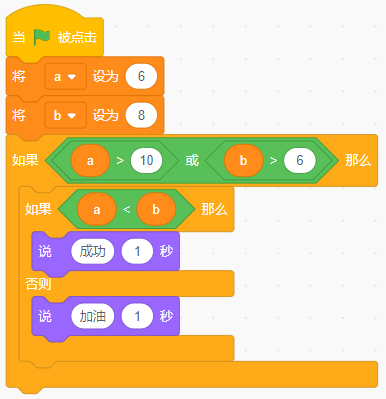 当 被点击
将 a 设为 6
将 b 设为 8
如果 a > 10 或 b > 6 那么
如果 a < b 那么
说 成功 1 秒
否则
说 加油 1 秒